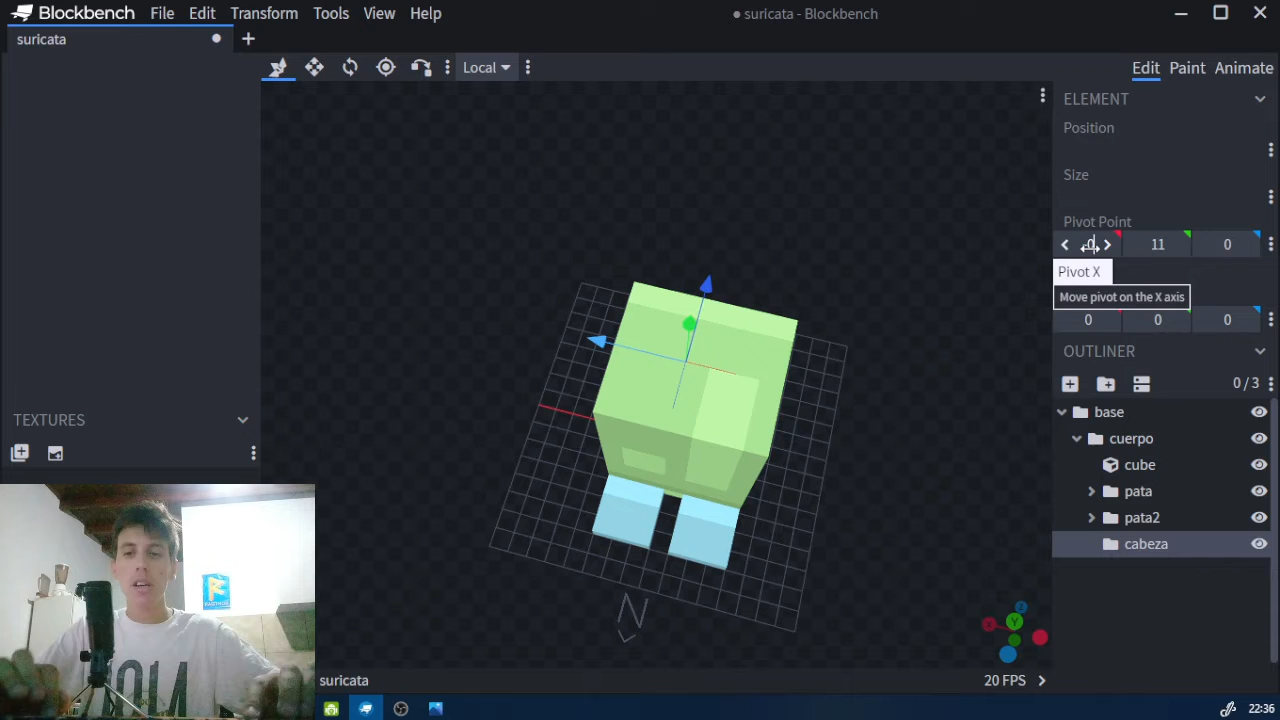 Blockbench File Edit Transform Tools View Help
suricata - Blockbench
suricata
Local
Edit Paint Animate
ELEMENT
Position
Size
Pivot Point
0 11 0
Pivot X
Move pivot on the X axis
0 0 0
OUTLINER
0 / 3
base
cuerpo
cube
pata
pata2
cabeza
TEXTURES
N
X Y Z
suricata
20 FPS
22:36